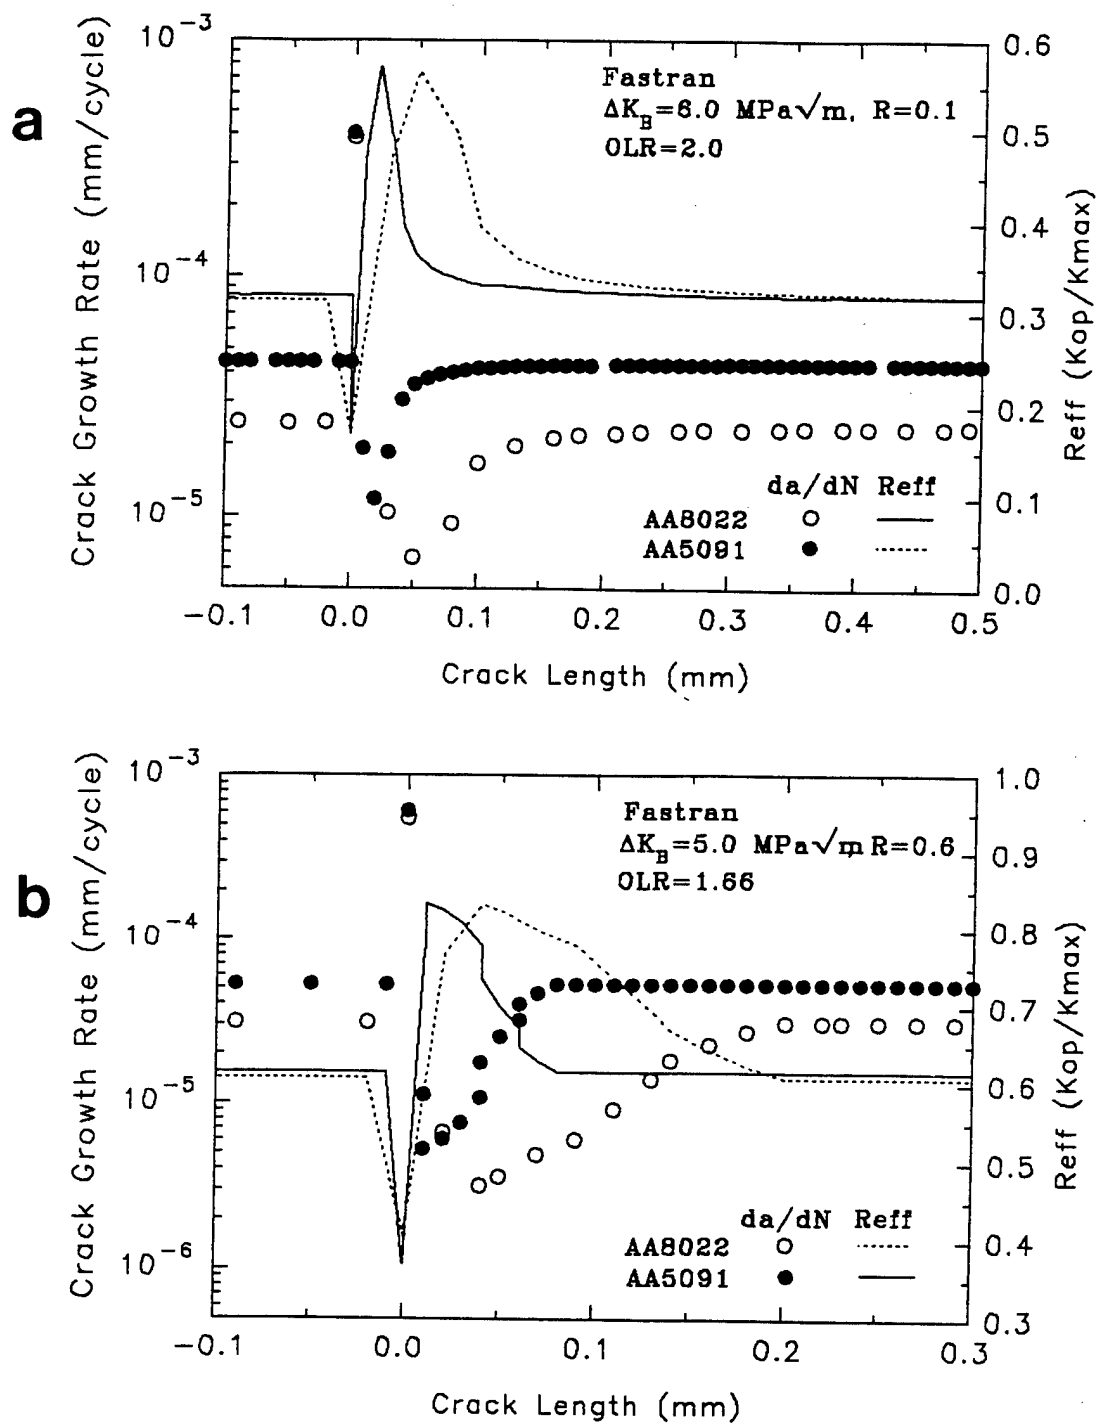 a
Crack Growth Rate (mm/cycle)
10⁻³
10⁻⁴
10⁻⁵
Fastran
ΔK_B=6.0 MPa√m, R=0.1
OLR=2.0
da/dN Reff
AA8022
AA5091
0.6
0.5
0.4
0.3
0.2
0.1
0.0
Reff (Kop/Kmax)
−0.1 0.0 0.1 0.2 0.3 0.4 0.5
Crack Length (mm)
b
Crack Growth Rate (mm/cycle)
10⁻³
10⁻⁴
10⁻⁵
10⁻⁶
Fastran
ΔK_B=5.0 MPa√m R=0.6
OLR=1.66
da/dN Reff
AA8022
AA5091
1.0
0.9
0.8
0.7
0.6
0.5
0.4
0.3
Reff (Kop/Kmax)
−0.1 0.0 0.1 0.2 0.3
Crack Length (mm)